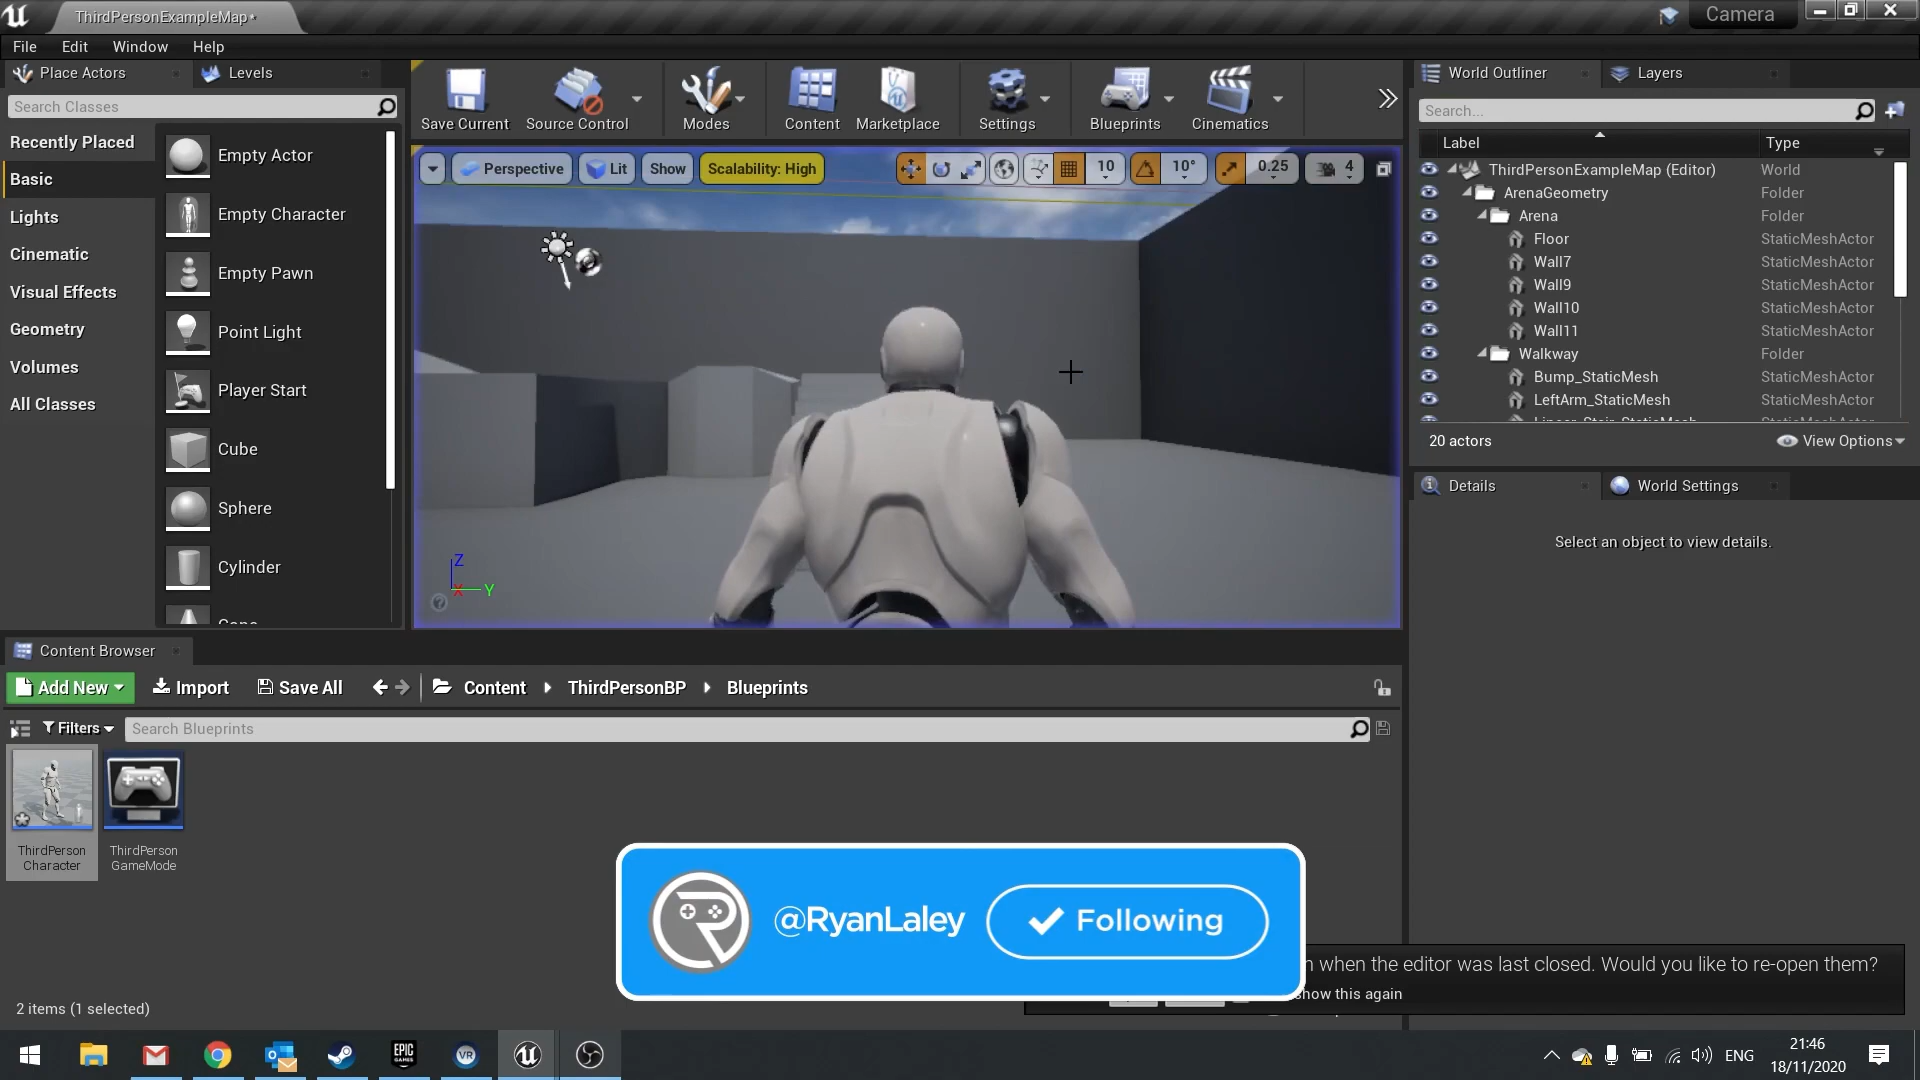 ThirdPersonExampleMap*
Camera
File Edit Window Help
Place Actors
Levels
Search Classes
Recently Placed
Basic
Lights
Cinematic
Visual Effects
Geometry
Volumes
All Classes
Empty Actor
Empty Character
Empty Pawn
Point Light
Player Start
Cube
Sphere
Cylinder
Save Current
Source Control
Modes
Content
Marketplace
Settings
Blueprints
Cinematics
Perspective
Lit
Show
Scalability: High
10
10°
0.25
4
Z
X
Y
World Outliner
Layers
Search...
Label Type
ThirdPersonExampleMap (Editor) World
ArenaGeometry Folder
Arena Folder
Floor StaticMeshActor
Wall7 StaticMeshActor
Wall9 StaticMeshActor
Wall10 StaticMeshActor
Wall11 StaticMeshActor
Walkway Folder
Bump_StaticMesh StaticMeshActor
LeftArm_StaticMesh StaticMeshActor
20 actors
View Options
Details
World Settings
Select an object to view details.
Content Browser
Add New
Import
Save All
Content
ThirdPersonBP
Blueprints
Filters
Search Blueprints
ThirdPerson
Character
ThirdPerson
GameMode
@RyanLaley
Following
when the editor was last closed. Would you like to re-open them?
show this again
2 items (1 selected)
EPIC
GAMES
VR
ENG
21:46
18/11/2020